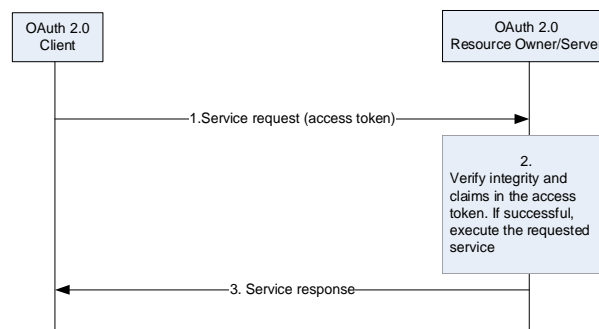 OAuth 2.0
Client
OAuth 2.0
Resource Owner/Server
1.Service request (access token)
2.
Verify integrity and
claims in the access
token. If successful,
execute the requested
service
3. Service response